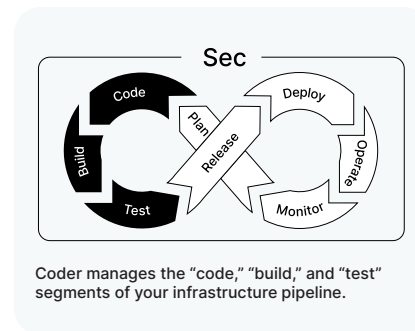 Sec
Code
Build
Test
Plan
Release
Deploy
Operate
Monitor
Coder manages the “code,” “build,” and “test”
segments of your infrastructure pipeline.